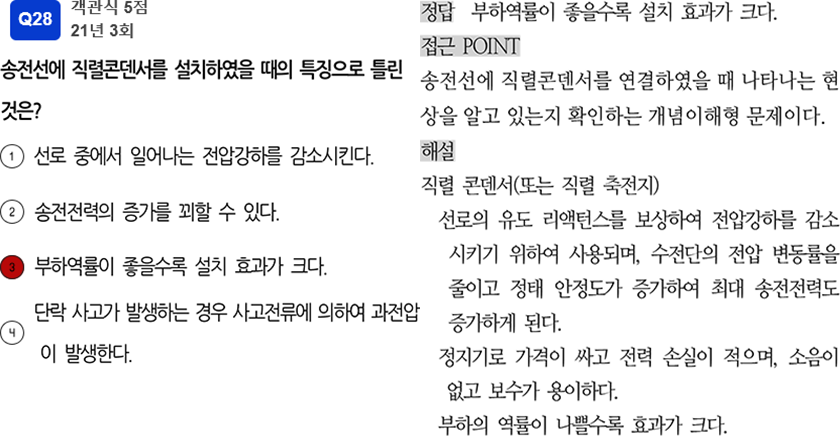 Q28
객관식 5점
21년 3회
송전선에 직렬콘덴서를 설치하였을 때의 특징으로 틀린
것은?
① 선로 중에서 일어나는 전압강하를 감소시킨다.
② 송전전력의 증가를 꾀할 수 있다.
③ 부하역률이 좋을수록 설치 효과가 크다.
단락 사고가 발생하는 경우 사고전류에 의하여 과전압
④ 이 발생한다.
정답 부하역률이 좋을수록 설치 효과가 크다.
접근 POINT
송전선에 직렬콘덴서를 연결하였을 때 나타나는 현
상을 알고 있는지 확인하는 개념이해형 문제이다.
해설
직렬 콘덴서(또는 직렬 축전지)
선로의 유도 리액턴스를 보상하여 전압강하를 감소
시키기 위하여 사용되며, 수전단의 전압 변동률을
줄이고 정태 안정도가 증가하여 최대 송전전력도
증가하게 된다.
정지기로 가격이 싸고 전력 손실이 적으며, 소음이
없고 보수가 용이하다.
부하의 역률이 나쁠수록 효과가 크다.